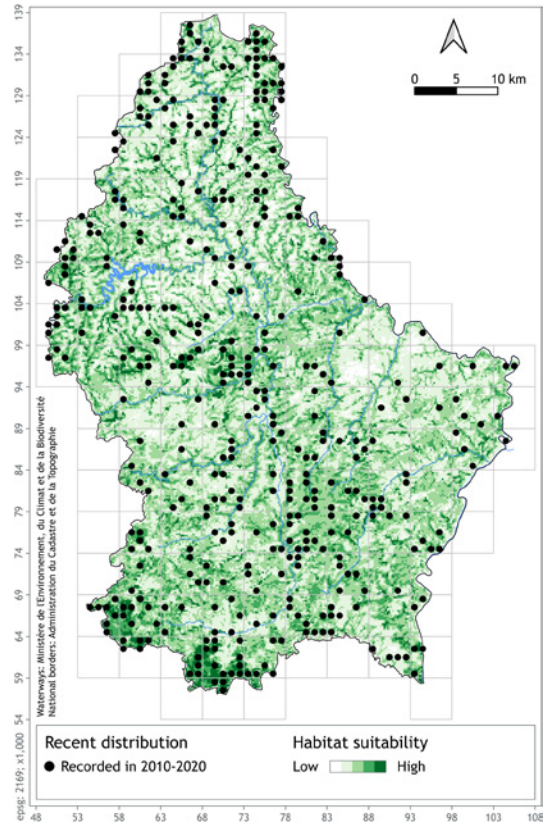 139
134
129
124
119
114
109
104
99
94
89
84
79
74
69
64
59
54
0 5 10 km
Waterways: Ministère de l'Environnement, du Climat et de la Biodiversité
National borders: Administration du Cadastre et de la Topographie
epsg: 2169; x1,000
Recent distribution
Recorded in 2010-2020
Habitat suitability
Low High
48 53 58 63 68 73 78 83 88 93 98 103 108